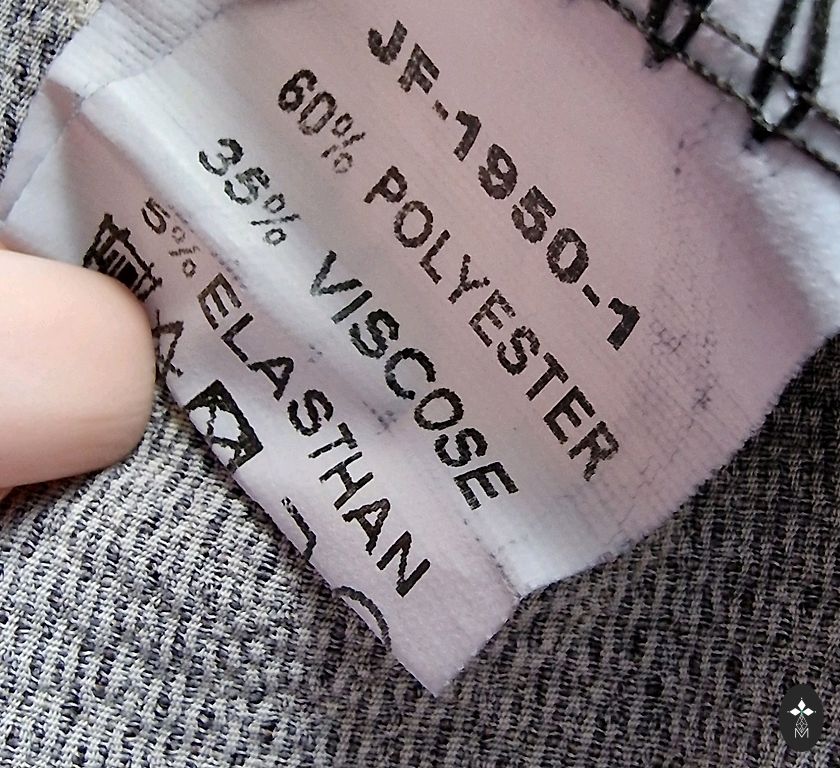 JF-1950-1
60% POLYESTER
35% VISCOSE
5% ELASTHAN